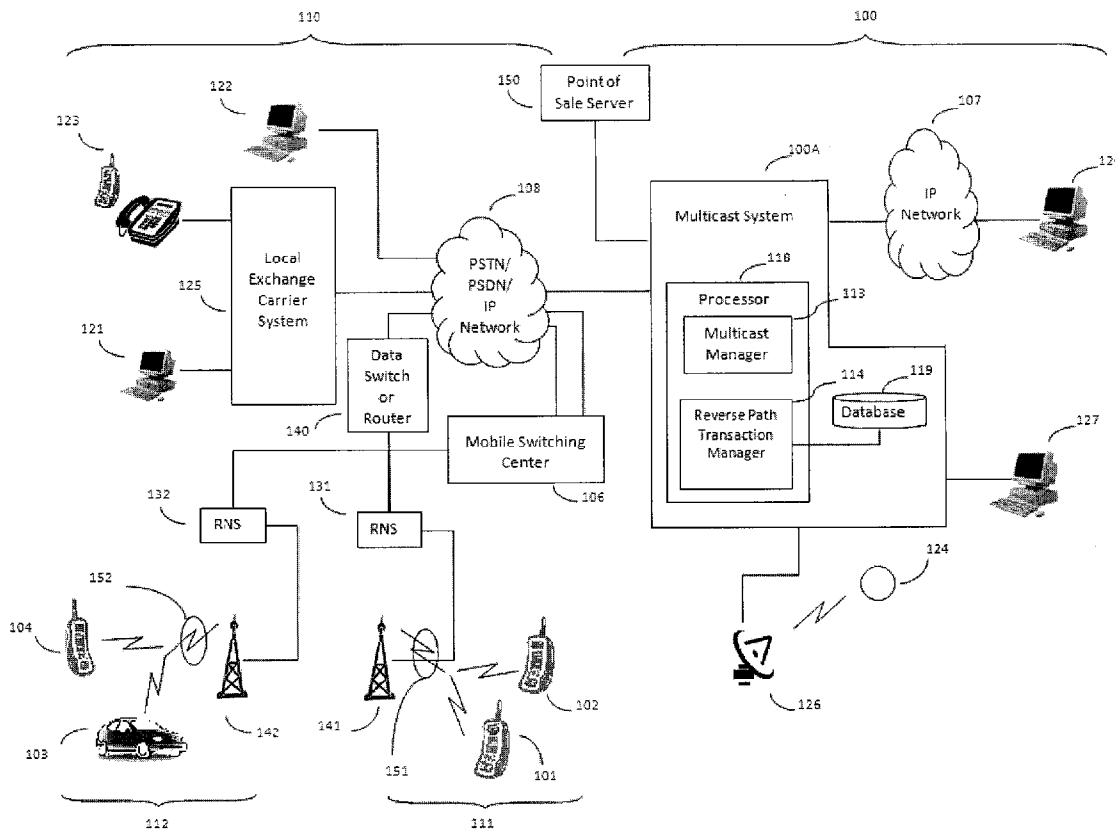 110
100
150
Point of
Sale Server
122
123
107
100A
108
IP
Network
Multicast System
Local
Exchange
Carrier
System
125
PSTN/
PSDN/
IP
Network
Processor
113
Multicast
Manager
121
Data
Switch
or
Router
140
114
119
Reverse Path
Transaction
Manager
Database
Mobile Switching
Center
106
127
132
RNS
131
RNS
124
152
104
102
142
141
126
103
151
101
112
111